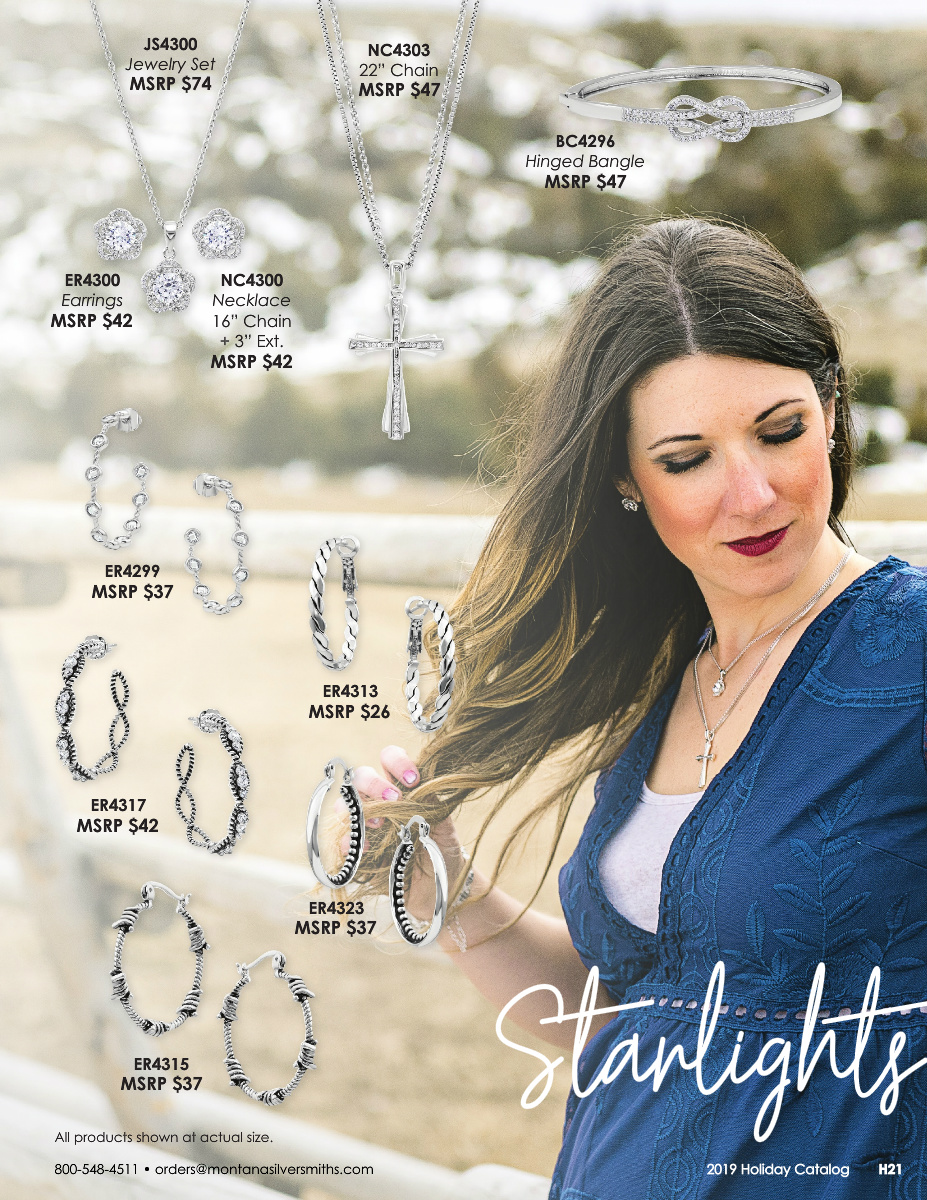 JS4300
Jewelry Set
MSRP $74
NC4303
22” Chain
MSRP $47
BC4296
Hinged Bangle
MSRP $47
ER4300
Earrings
MSRP $42
NC4300
Necklace
16” Chain
+ 3” Ext.
MSRP $42
ER4299
MSRP $37
ER4313
MSRP $26
ER4317
MSRP $42
ER4323
MSRP $37
ER4315
MSRP $37
Starlights
All products shown at actual size.
800-548-4511 • orders@montanasilversmiths.com
2019 Holiday Catalog H21